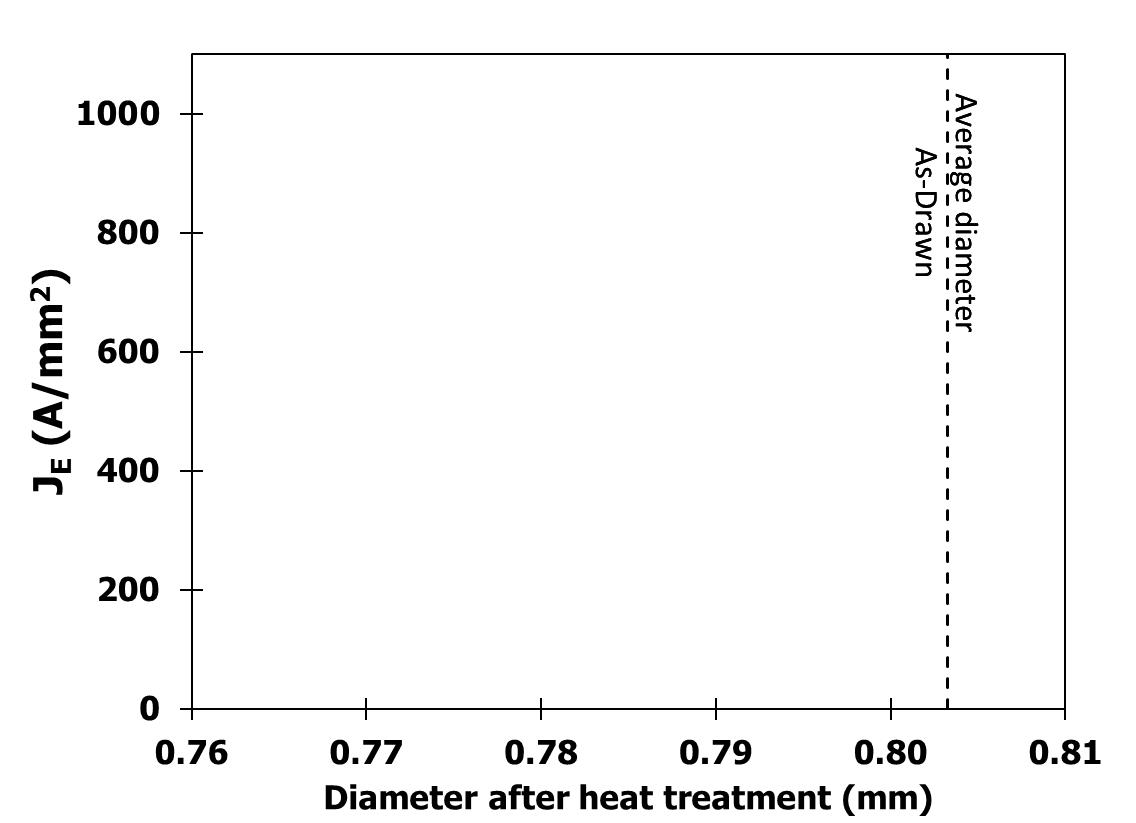 1000
800
600
400
200
0
J_E (A/mm²)
Average diameter
As-Drawn
0.76 0.77 0.78 0.79 0.80 0.81
Diameter after heat treatment (mm)